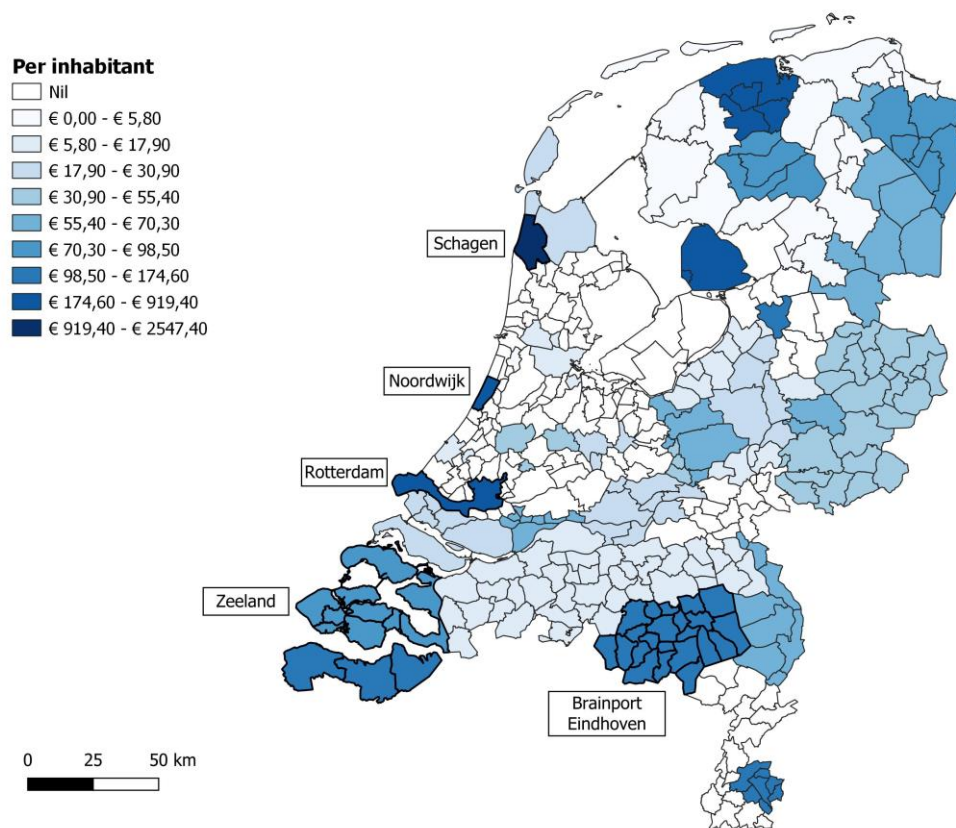 Per inhabitant
Nil
€ 0,00 - € 5,80
€ 5,80 - € 17,90
€ 17,90 - € 30,90
€ 30,90 - € 55,40
€ 55,40 - € 70,30
€ 70,30 - € 98,50
€ 98,50 - € 174,60
€ 174,60 - € 919,40
€ 919,40 - € 2547,40
Schagen
Noordwijk
Rotterdam
Zeeland
Brainport
Eindhoven
0 25 50 km